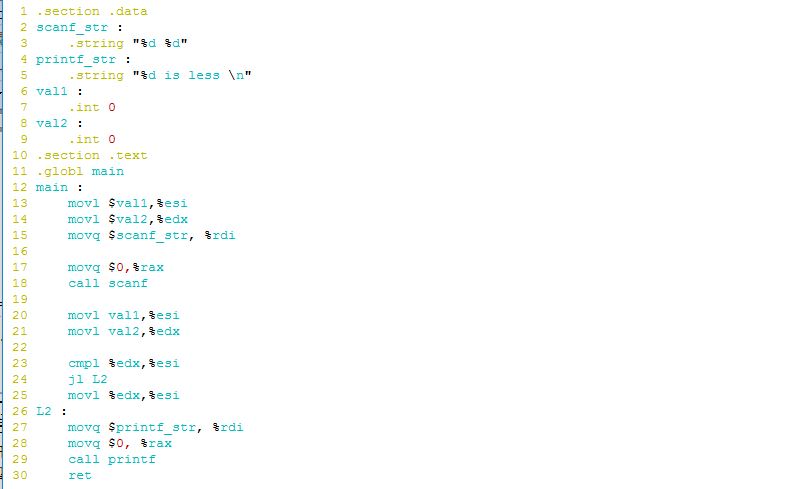 1 .section .data
2 scanf_str :
3 .string "%d %d"
4 printf_str :
5 .string "%d is less \n"
6 val1 :
7 .int 0
8 val2 :
9 .int 0
10 .section .text
11 .globl main
12 main :
13 movl $val1,%esi
14 movl $val2,%edx
15 movq $scanf_str, %rdi
16
17 movq $0,%rax
18 call scanf
19
20 movl val1,%esi
21 movl val2,%edx
22
23 cmpl %edx,%esi
24 jl L2
25 movl %edx,%esi
26 L2 :
27 movq $printf_str, %rdi
28 movq $0, %rax
29 call printf
30 ret